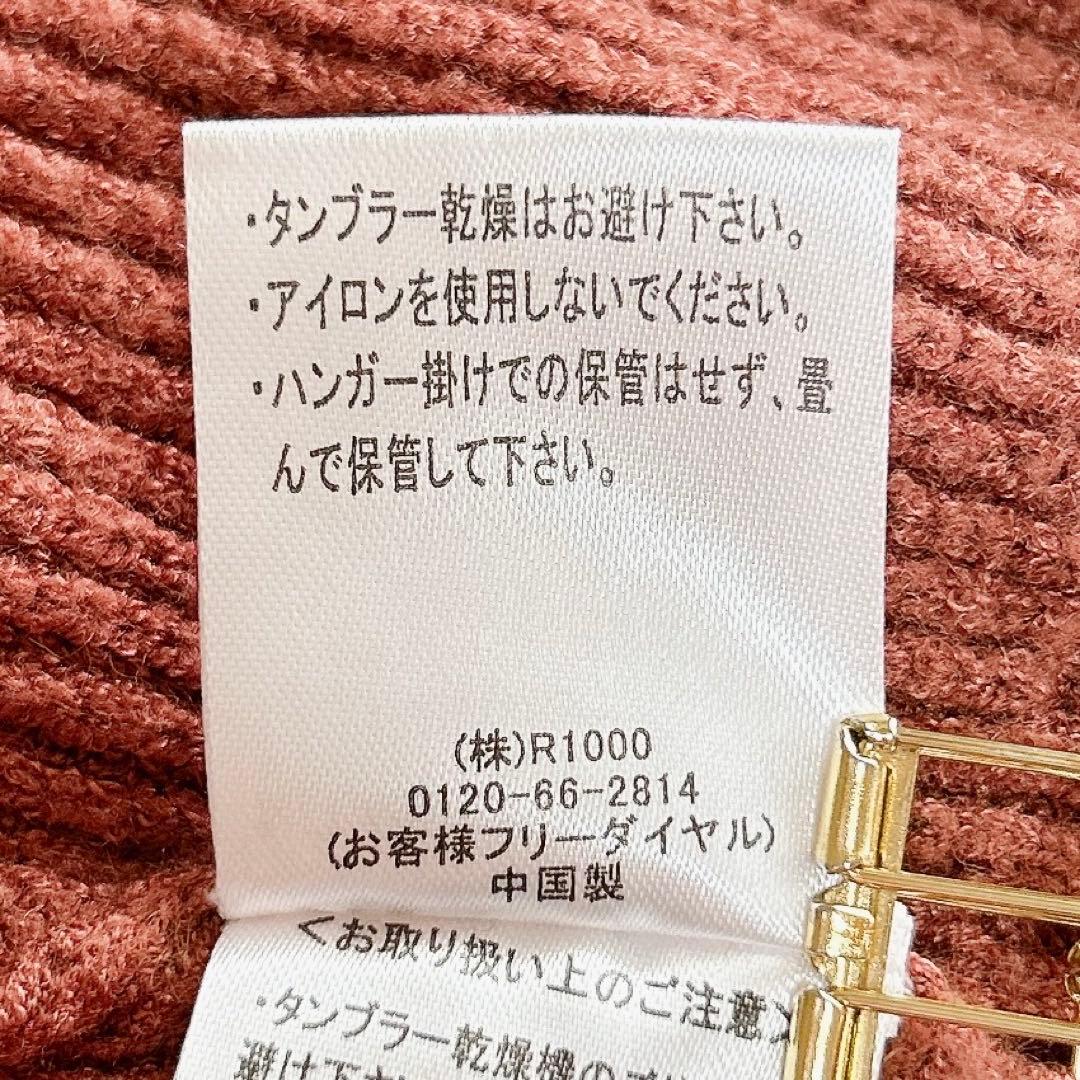 ・タンブラー乾燥はお避け下さい。
・アイロンを使用しないでください。
・ハンガー掛けでの保管はせず、畳
んで保管して下さい。
(株)R1000
0120-66-2814
(お客様フリーダイヤル)
中国製
<お取り扱い上のご注意>
・タンブラー乾燥機の
避け下さ